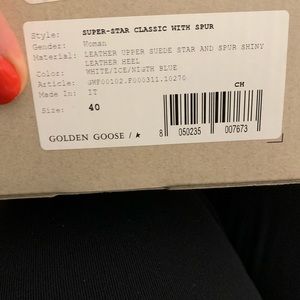 Style: SUPER-STAR CLASSIC WITH SPUR
Gender: Woman
Material: LEATHER UPPER SUEDE STAR AND SPUR SHINY
LEATHER HEEL
Color: WHITE/ICE/NIGTH BLUE
Article: GWF00102.F000311.10270
Made In: IT
CH
Size: 40
GOLDEN GOOSE /
8 050235 007673